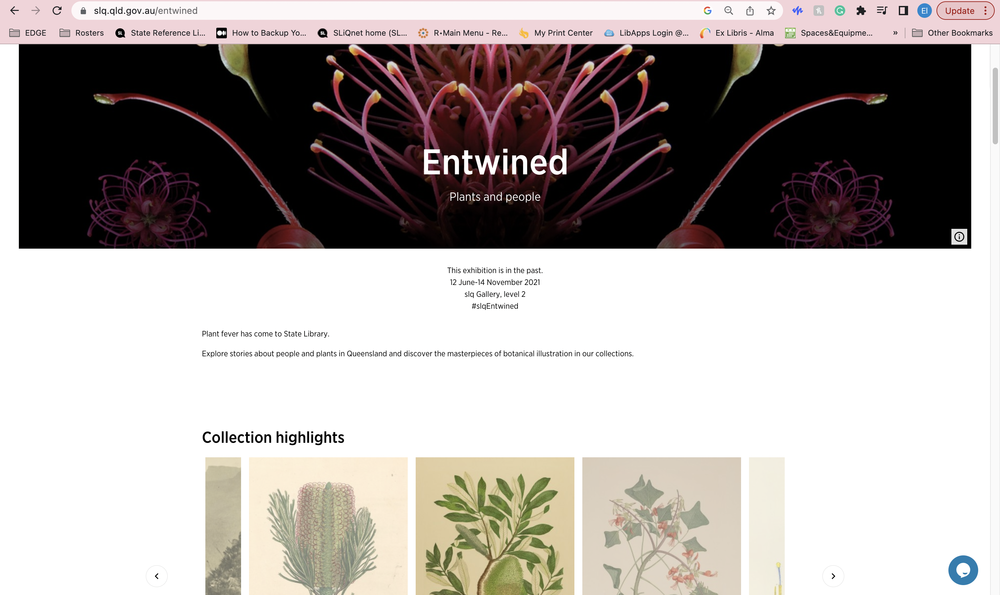 slq.qld.gov.au/entwined
El
Update
EDGE
Rosters
SL
State Reference Li...
How to Backup Yo...
SL
SLiQnet home (SL...
R•Main Menu - Re...
My Print Center
LibApps Login @...
Ex Libris - Alma
Spaces&Equipme...
»
Other Bookmarks
Entwined
Plants and people
This exhibition is in the past.
12 June-14 November 2021
slq Gallery, level 2
#slqEntwined
Plant fever has come to State Library.
Explore stories about people and plants in Queensland and discover the masterpieces of botanical illustration in our collections.
Collection highlights